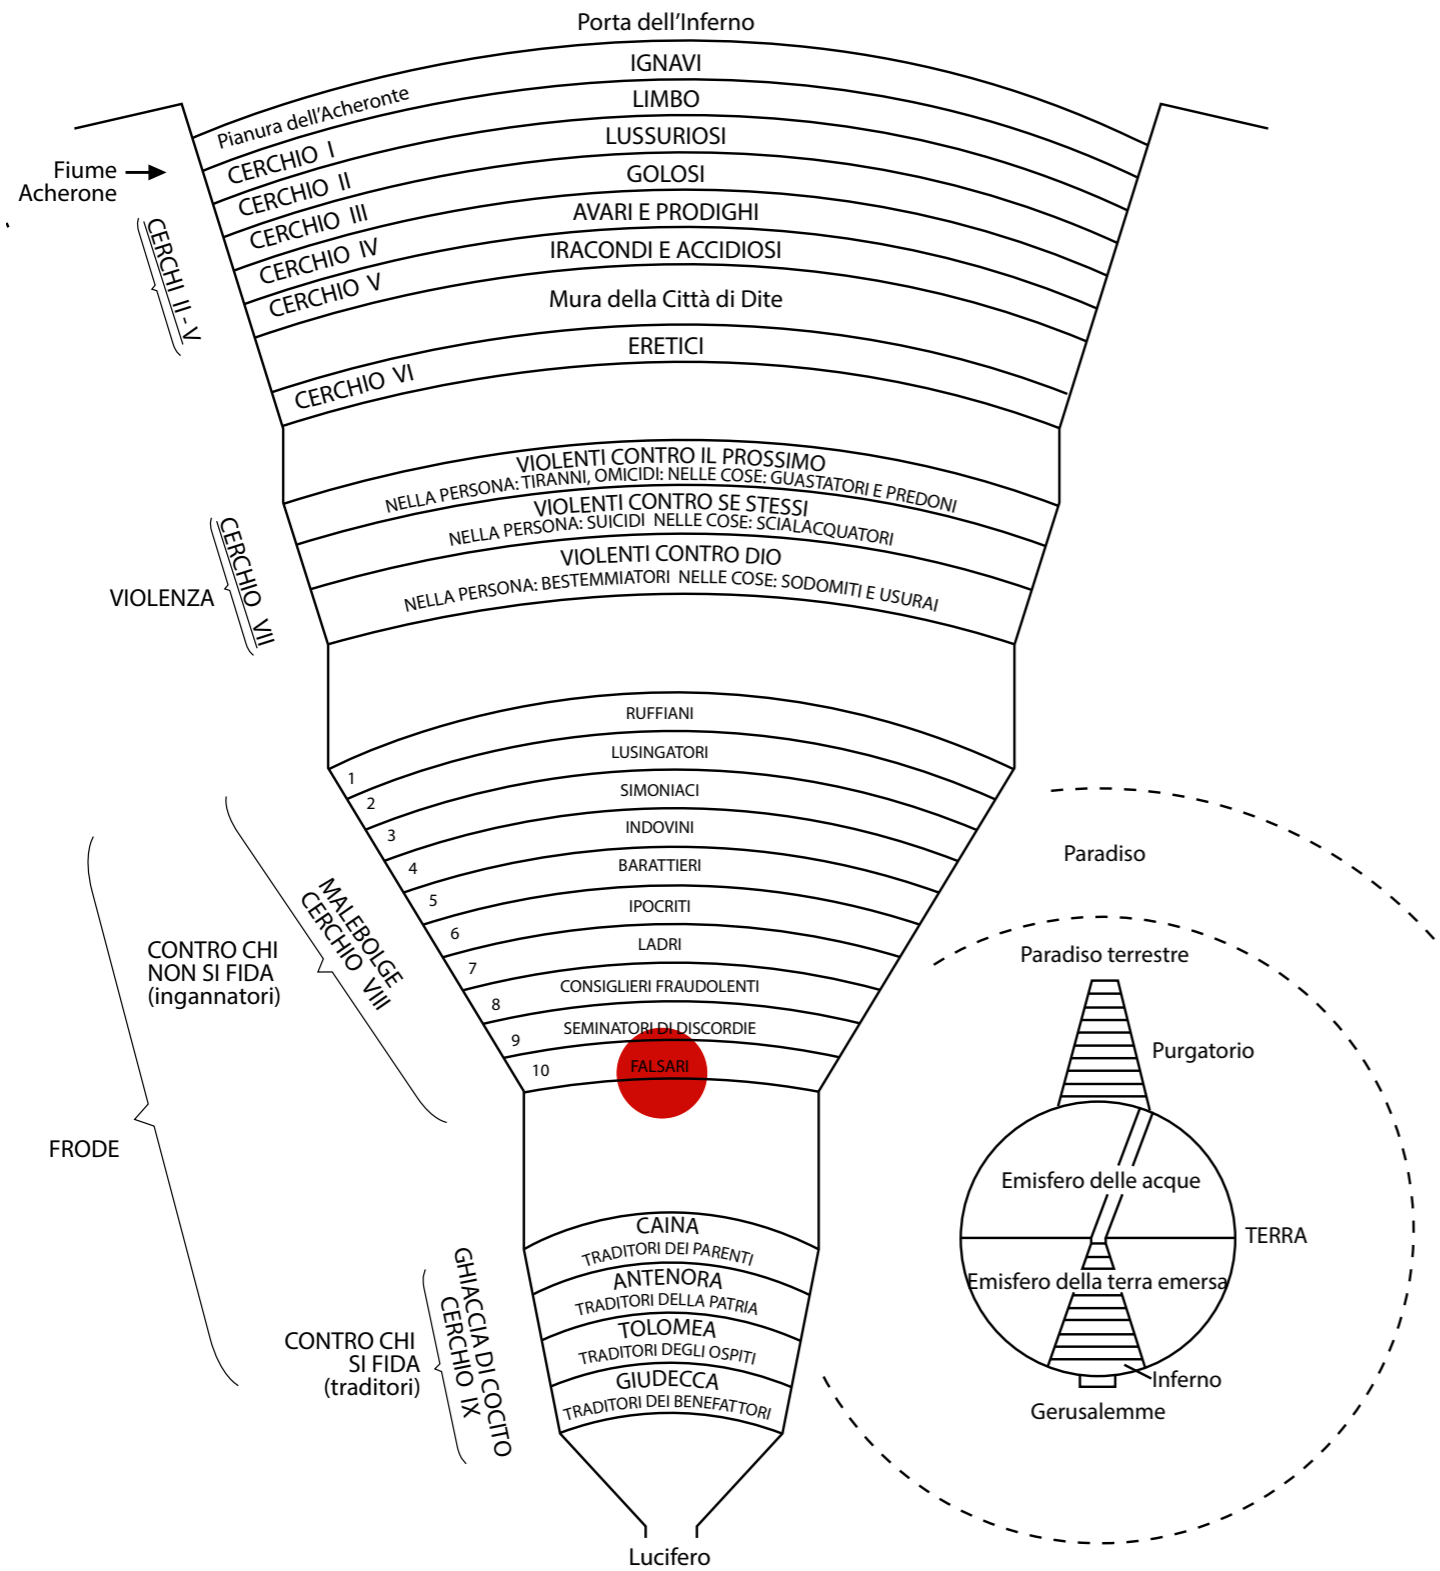 Porta dell'Inferno
IGNAVI
Pianura dell'Acheronte
LIMBO
CERCHIO I
LUSSURIOSI
CERCHIO II
GOLOSI
CERCHIO III
AVARI E PRODIGHI
CERCHIO IV
IRACONDI E ACCIDIOSI
CERCHIO V
Mura della Città di Dite
ERETICI
CERCHIO VI
Fiume
Acherone
CERCHI II - V
VIOLENTI CONTRO IL PROSSIMO
NELLA PERSONA: TIRANNI, OMICIDI: NELLE COSE: GUASTATORI E PREDONI
VIOLENTI CONTRO SE STESSI
NELLA PERSONA: SUICIDI NELLE COSE: SCIALACQUATORI
VIOLENTI CONTRO DIO
NELLA PERSONA: BESTEMMIATORI NELLE COSE: SODOMITI E USURAI
CERCHIO VII
VIOLENZA
RUFFIANI
1
LUSINGATORI
2
SIMONIACI
3
INDOVINI
4
BARATTIERI
5
IPOCRITI
6
LADRI
7
CONSIGLIERI FRAUDOLENTI
8
SEMINATORI DI DISCORDIE
9
FALSARI
10
MALEBOLGE
CERCHIO VIII
CONTRO CHI
NON SI FIDA
(ingannatori)
FRODE
CAINA
TRADITORI DEI PARENTI
ANTENORA
TRADITORI DELLA PATRIA
TOLOMEA
TRADITORI DEGLI OSPITI
GIUDECCA
TRADITORI DEI BENEFATTORI
GHIACCIA DI COCITO
CERCHIO IX
CONTRO CHI
SI FIDA
(traditori)
Lucifero
Paradiso
Paradiso terrestre
Purgatorio
Emisfero delle acque
TERRA
Emisfero della terra emersa
Inferno
Gerusalemme